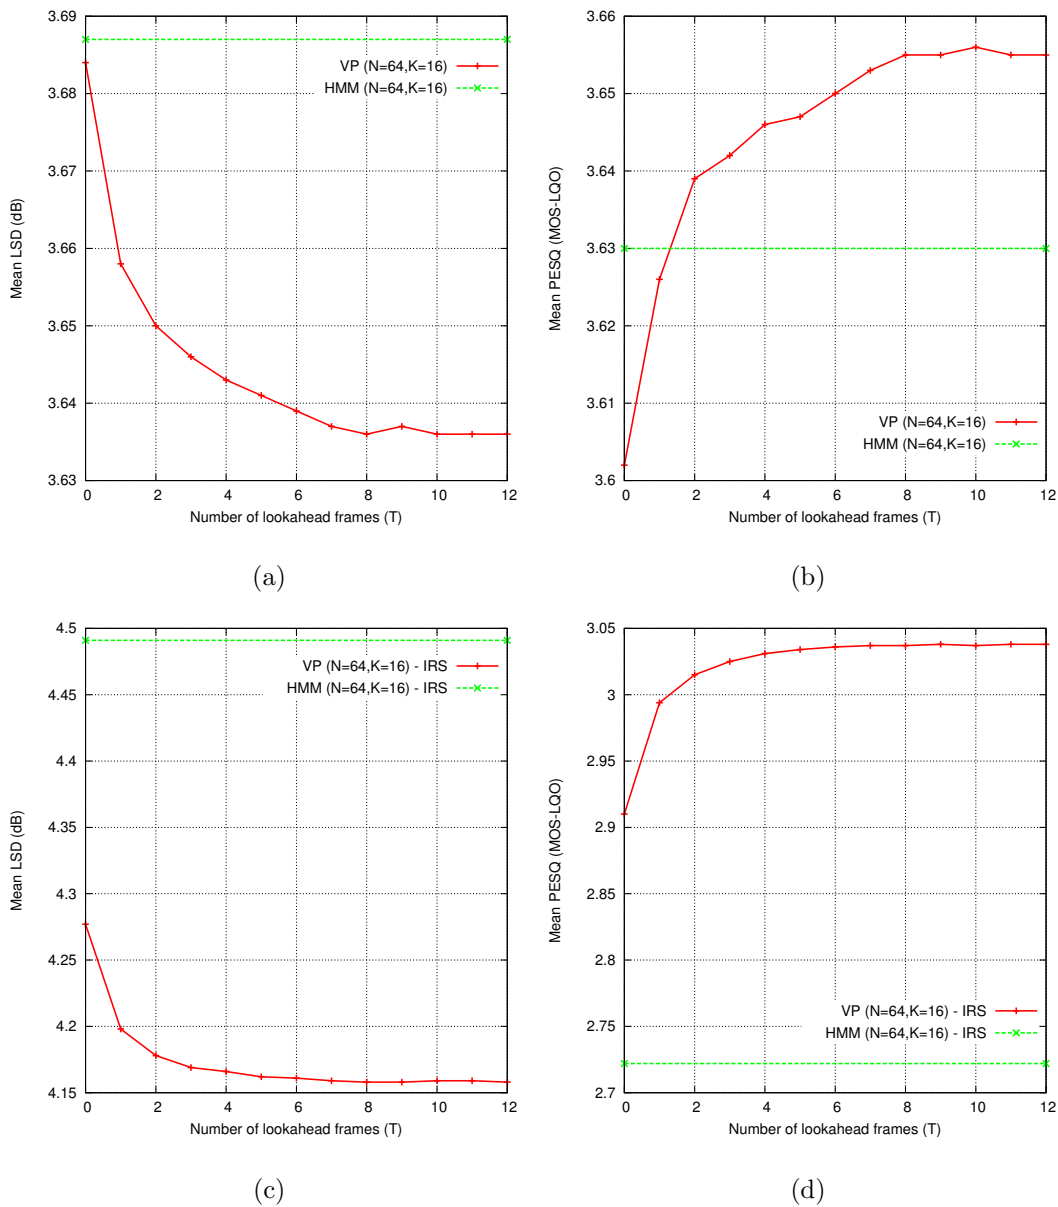 3.69
3.68
3.67
3.66
3.65
3.64
3.63
0 2 4 6 8 10 12
Mean LSD (dB)
Number of lookahead frames (T)
VP (N=64,K=16)
HMM (N=64,K=16)
(a)
3.66
3.65
3.64
3.63
3.62
3.61
3.6
0 2 4 6 8 10 12
Mean PESQ (MOS-LQO)
Number of lookahead frames (T)
VP (N=64,K=16)
HMM (N=64,K=16)
(b)
4.5
4.45
4.4
4.35
4.3
4.25
4.2
4.15
0 2 4 6 8 10 12
Mean LSD (dB)
Number of lookahead frames (T)
VP (N=64,K=16) - IRS
HMM (N=64,K=16) - IRS
(c)
3.05
3
2.95
2.9
2.85
2.8
2.75
2.7
0 2 4 6 8 10 12
Mean PESQ (MOS-LQO)
Number of lookahead frames (T)
VP (N=64,K=16) - IRS
HMM (N=64,K=16) - IRS
(d)